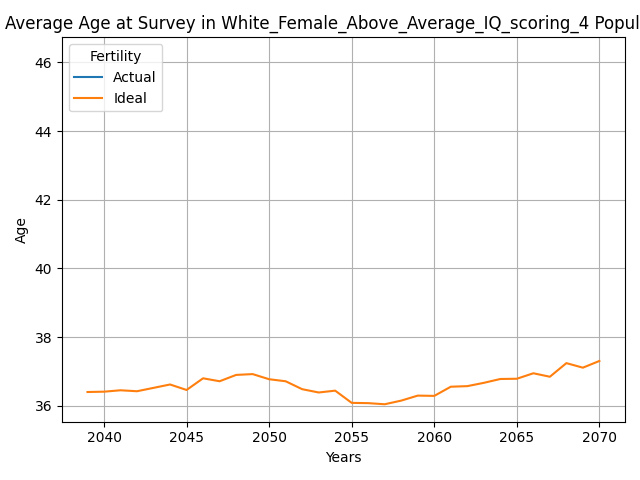 Average Age at Survey in White_Female_Above_Average_IQ_scoring_4 Popul
Fertility
Actual
Ideal
46
44
42
40
38
36
Age
2040 2045 2050 2055 2060 2065 2070
Years